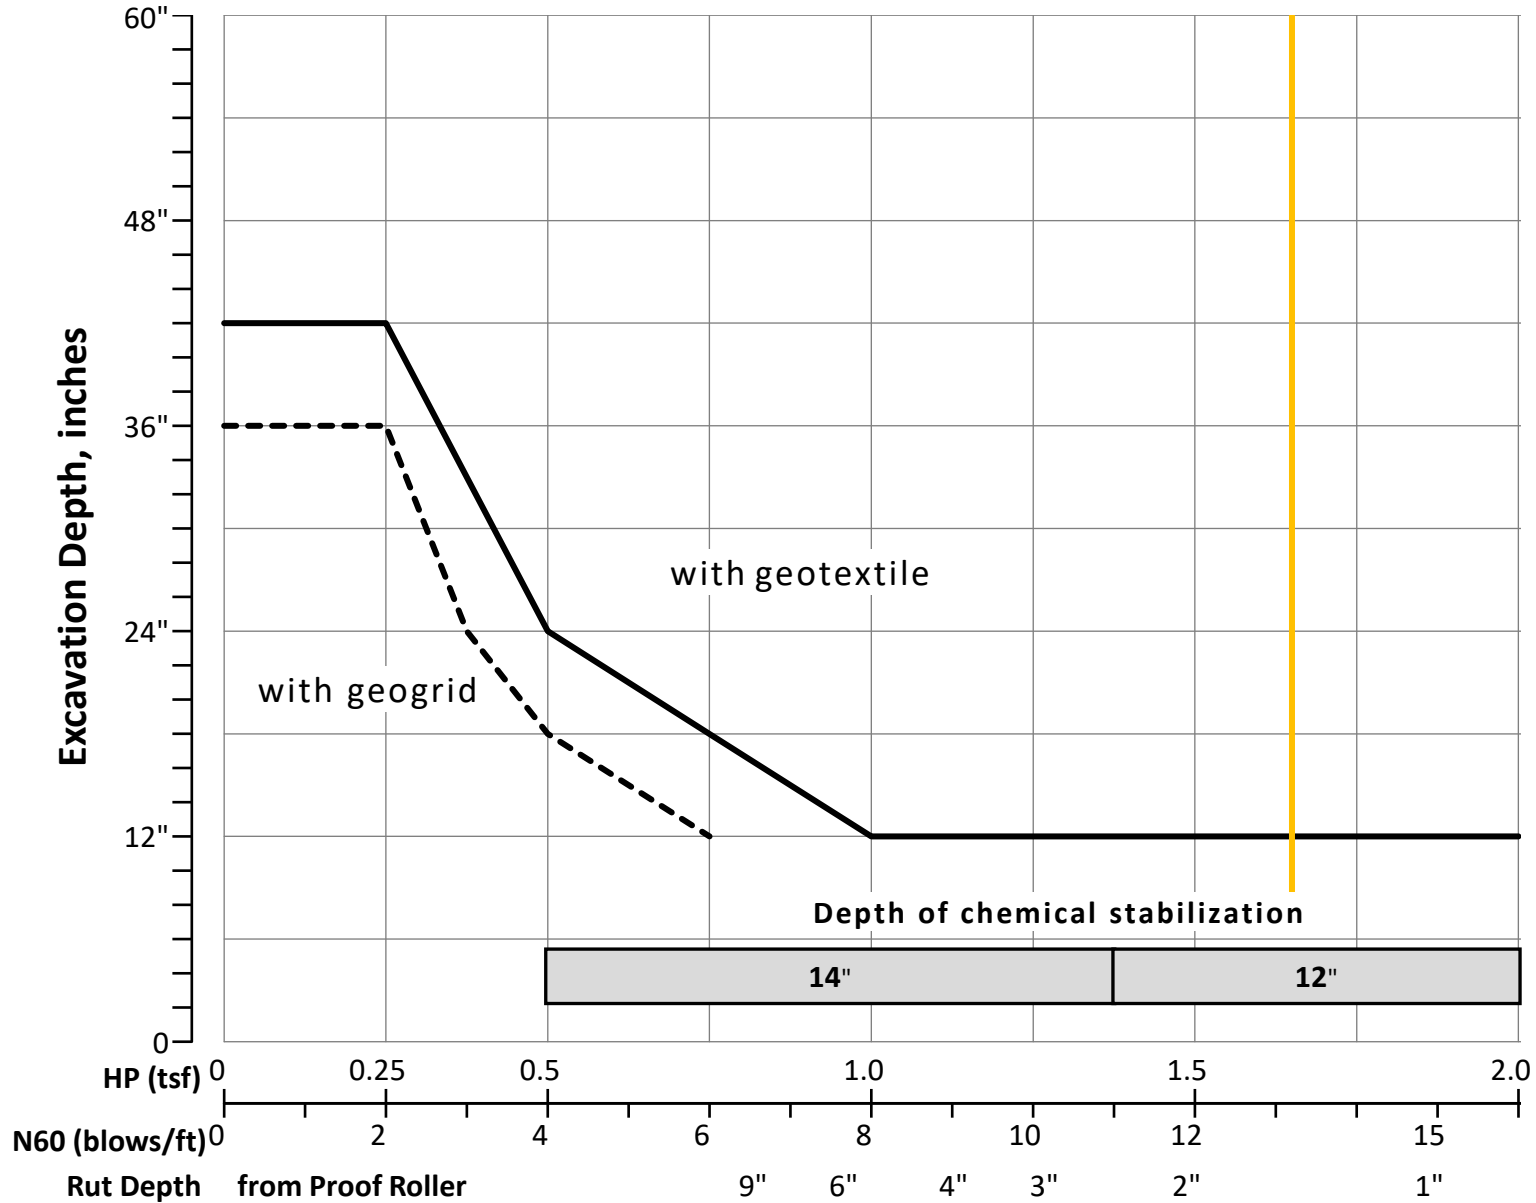 60"
48"
36"
24"
12"
0
Excavation Depth, inches
with geotextile
with geogrid
Depth of chemical stabilization
14" 12"
HP (tsf) 0 0.25 0.5 1.0 1.5 2.0
N60 (blows/ft) 0 2 4 6 8 10 12 15
Rut Depth from Proof Roller 9" 6" 4" 3" 2" 1"